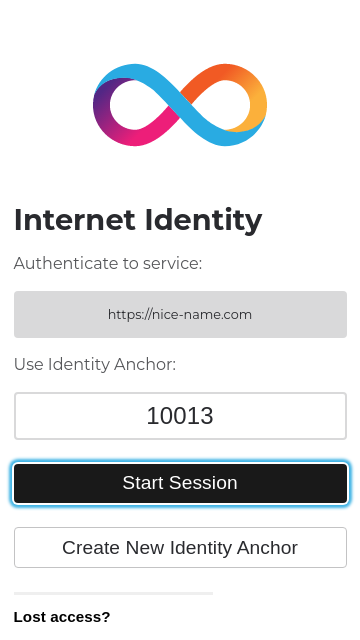 Internet Identity
Authenticate to service:
https://nice-name.com
Use Identity Anchor:
10013
Start Session
Create New Identity Anchor
Lost access?